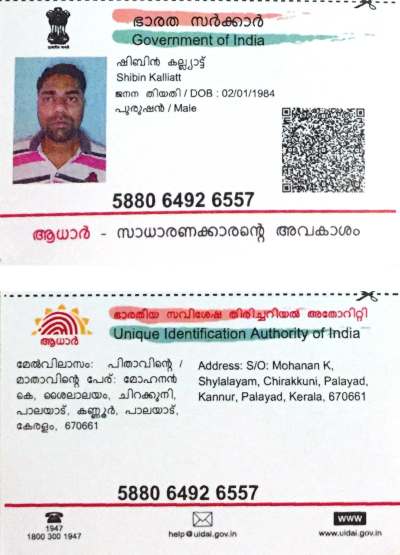 ഭാരത സർക്കാർ
Government of India
ഷിബിൻ കല്ല്യാട്ട്
Shibin Kalliatt
ജനന തിയതി / DOB : 02/01/1984
പുരുഷൻ / Male
5880 6492 6557
ആധാർ - സാധാരണക്കാരന്റെ അവകാശം
ഭാരതീയ സവിശേഷ തിരിച്ചറിയൽ അതോറിറ്റി
Unique Identification Authority of India
ആധാർ
മേൽവിലാസം: പിതാവിന്റെ /
മാതാവിന്റെ പേര്: മോഹനൻ
കെ, ശൈലാലയം, ചിറക്കുനി,
പാലയാട്, കണ്ണൂർ, പാലയാട്,
കേരളം, 670661
Address: S/O: Mohanan K,
Shylalayam, Chirakkuni, Palayad,
Kannur, Palayad, Kerala, 670661
5880 6492 6557
1947
1800 300 1947
help@uidai.gov.in
www
www.uidai.gov.in